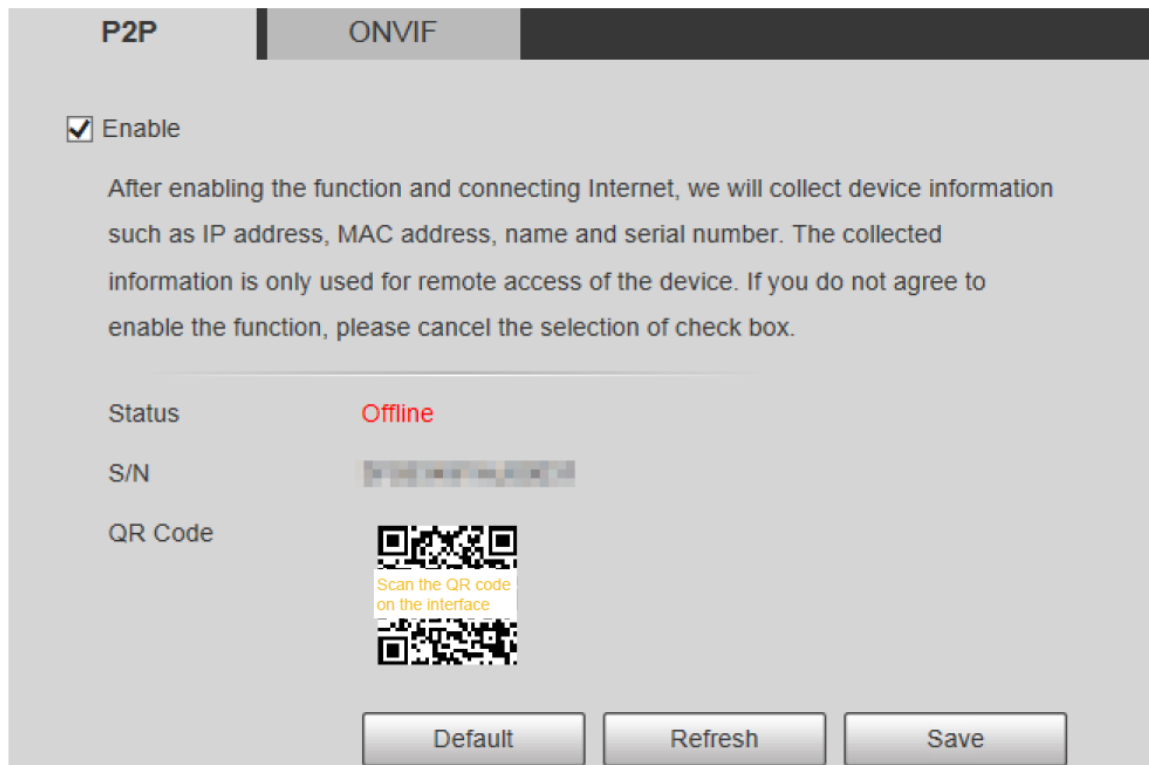 P2P
ONVIF
Enable
After enabling the function and connecting Internet, we will collect device information
such as IP address, MAC address, name and serial number. The collected
information is only used for remote access of the device. If you do not agree to
enable the function, please cancel the selection of check box.
Status
Offline
S/N
QR Code
Scan the QR code
on the interface
Default
Refresh
Save